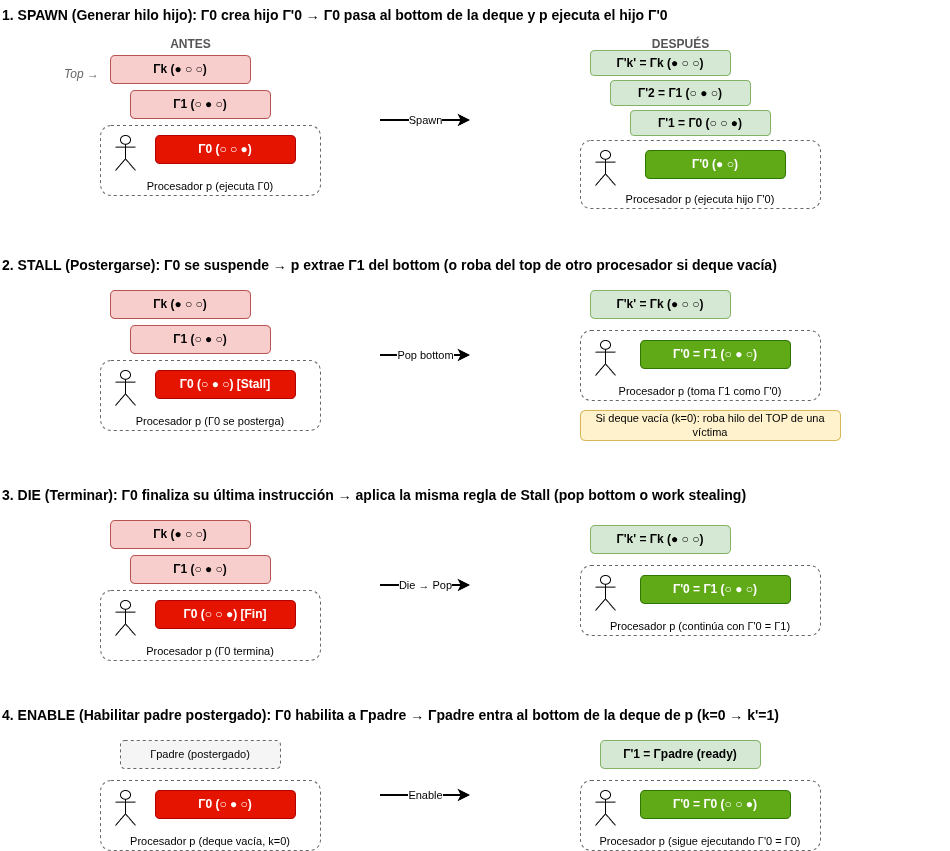 1. SPAWN (Generar hilo hijo): Γ0 crea hijo Γ'0 → Γ0 pasa al bottom de la deque y p ejecuta el hijo Γ'0
ANTES
DESPUÉS
Top →
Γk (● ○ ○)
Γ1 (○ ● ○)
Γ0 (○ ○ ●)
Procesador p (ejecuta Γ0)
Spawn
Γ'k' = Γk (● ○ ○)
Γ'2 = Γ1 (○ ● ○)
Γ'1 = Γ0 (○ ○ ●)
Γ'0 (● ○)
Procesador p (ejecuta hijo Γ'0)
2. STALL (Postergarse): Γ0 se suspende → p extrae Γ1 del bottom (o roba del top de otro procesador si deque vacía)
Γk (● ○ ○)
Γ1 (○ ● ○)
Γ0 (○ ● ○) [Stall]
Procesador p (Γ0 se posterga)
Pop bottom
Γ'k' = Γk (● ○ ○)
Γ'0 = Γ1 (○ ● ○)
Procesador p (toma Γ1 como Γ'0)
Si deque vacía (k=0): roba hilo del TOP de una
víctima
3. DIE (Terminar): Γ0 finaliza su última instrucción → aplica la misma regla de Stall (pop bottom o work stealing)
Γk (● ○ ○)
Γ1 (○ ● ○)
Γ0 (○ ○ ●) [Fin]
Procesador p (Γ0 termina)
Die → Pop
Γ'k' = Γk (● ○ ○)
Γ'0 = Γ1 (○ ● ○)
Procesador p (continúa con Γ'0 = Γ1)
4. ENABLE (Habilitar padre postergado): Γ0 habilita a Γpadre → Γpadre entra al bottom de la deque de p (k=0 → k'=1)
Γpadre (postergado)
Γ0 (○ ● ○)
Procesador p (deque vacía, k=0)
Enable
Γ'1 = Γpadre (ready)
Γ'0 = Γ0 (○ ○ ●)
Procesador p (sigue ejecutando Γ'0 = Γ0)